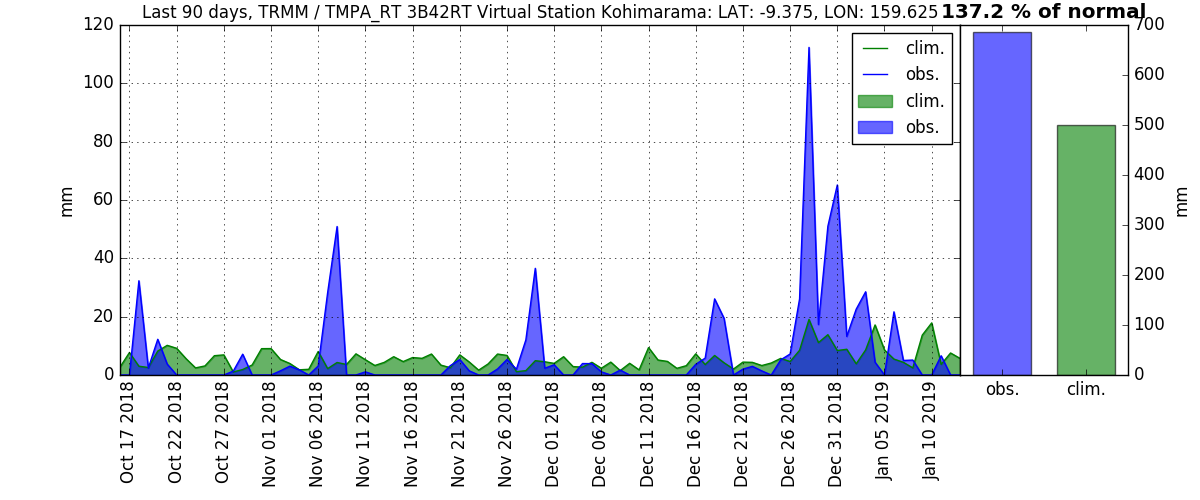 Last 90 days, TRMM / TMPA_RT 3B42RT Virtual Station Kohimarama: LAT: -9.375, LON: 159.625
137.2 % of normal
120
100
80
60
40
20
0
mm
clim.
obs.
clim.
obs.
Oct 17 2018
Oct 22 2018
Oct 27 2018
Nov 01 2018
Nov 06 2018
Nov 11 2018
Nov 16 2018
Nov 21 2018
Nov 26 2018
Dec 01 2018
Dec 06 2018
Dec 11 2018
Dec 16 2018
Dec 21 2018
Dec 26 2018
Dec 31 2018
Jan 05 2019
Jan 10 2019
700
600
500
400
300
200
100
0
mm
obs.
clim.